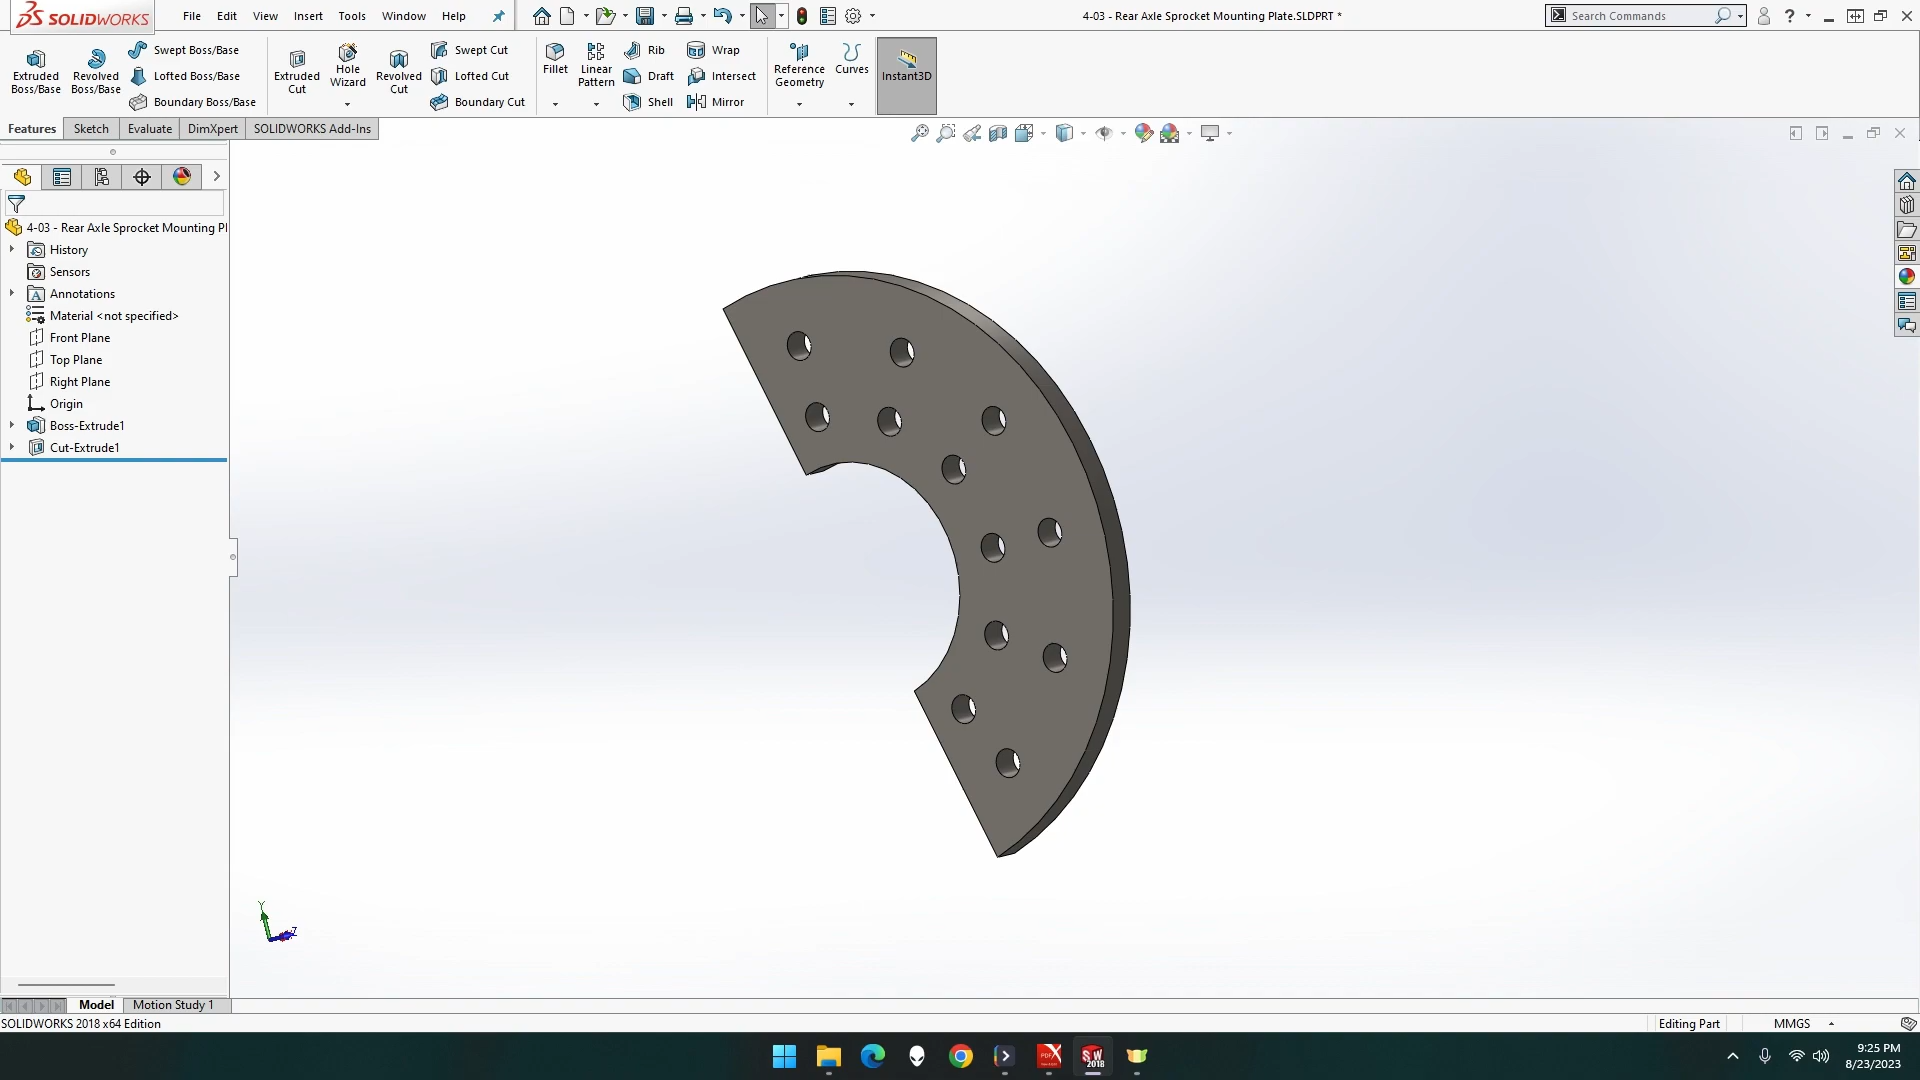 SOLIDWORKS
File Edit View Insert Tools Window Help
4-03 - Rear Axle Sprocket Mounting Plate.SLDPRT *
Search Commands
?
Extruded Boss/Base
Revolved Boss/Base
Swept Boss/Base
Lofted Boss/Base
Boundary Boss/Base
Extruded Cut
Hole Wizard
Revolved Cut
Swept Cut
Lofted Cut
Boundary Cut
Fillet
Linear Pattern
Rib
Draft
Shell
Wrap
Intersect
Mirror
Reference Geometry
Curves
Instant3D
Features Sketch Evaluate DimXpert SOLIDWORKS Add-Ins
4-03 - Rear Axle Sprocket Mounting Pl
History
Sensors
Annotations
Material <not specified>
Front Plane
Top Plane
Right Plane
Origin
Boss-Extrude1
Cut-Extrude1
Y
Z
Model Motion Study 1
SOLIDWORKS 2018 x64 Edition
Editing Part
MMGS
PDF
SW
2018
9:25 PM
8/23/2023